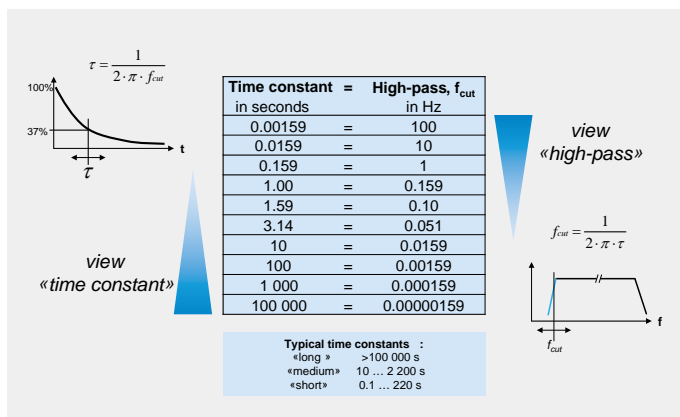 τ = 1 / (2 · π · f_cut)
100%
37%
t
τ
Time constant = High-pass, f_cut
in seconds in Hz
0.00159 = 100
0.0159 = 10
0.159 = 1
1.00 = 0.159
1.59 = 0.10
3.14 = 0.051
10 = 0.0159
100 = 0.00159
1 000 = 0.000159
100 000 = 0.00000159
view
«high-pass»
view
«time constant»
f_cut = 1 / (2 · π · τ)
f
f_cut
Typical time constants :
«long » >100 000 s
«medium» 10 ... 2 200 s
«short» 0.1 ... 220 s